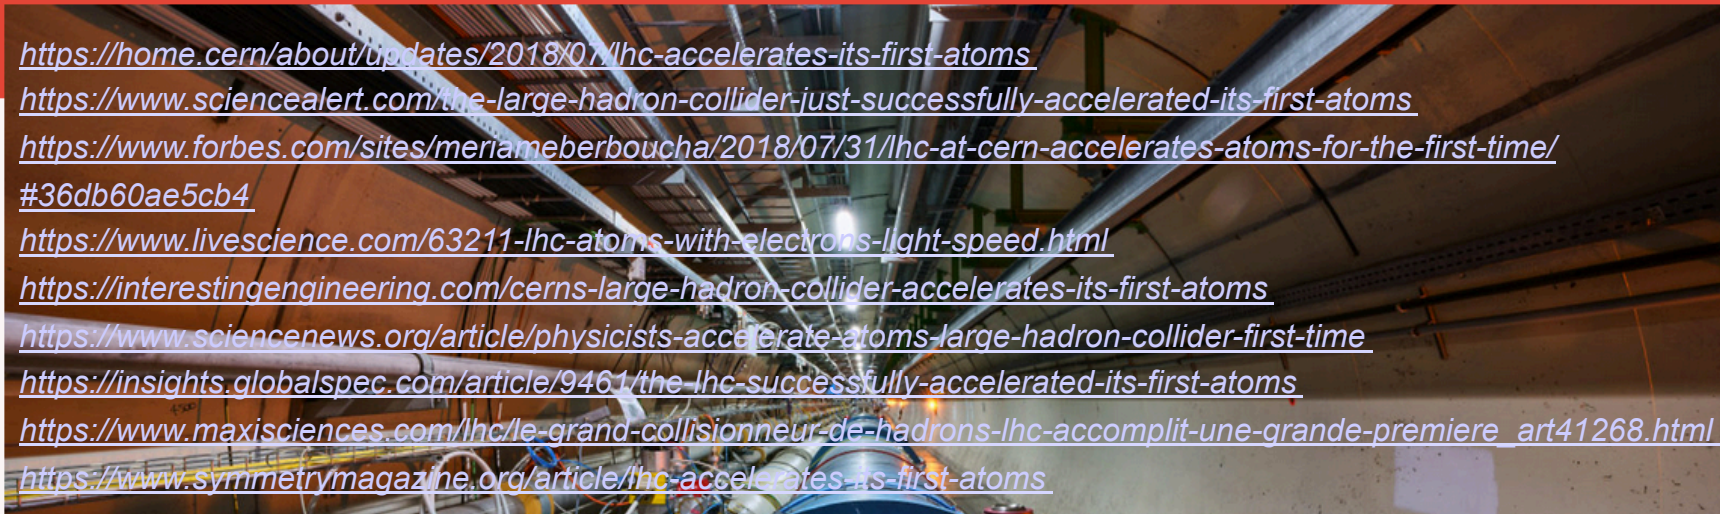 https://home.cern/about/updates/2018/07/lhc-accelerates-its-first-atoms
https://www.sciencealert.com/the-large-hadron-collider-just-successfully-accelerated-its-first-atoms
https://www.forbes.com/sites/meriameberboucha/2018/07/31/lhc-at-cern-accelerates-atoms-for-the-first-time/
#36db60ae5cb4
https://www.livescience.com/63211-lhc-atoms-with-electrons-light-speed.html
https://interestingengineering.com/cerns-large-hadron-collider-accelerates-its-first-atoms
https://www.sciencenews.org/article/physicists-accelerate-atoms-large-hadron-collider-first-time
https://insights.globalspec.com/article/9461/the-lhc-successfully-accelerated-its-first-atoms
https://www.maxisciences.com/lhc/le-grand-collisionneur-de-hadrons-lhc-accomplit-une-grande-premiere_art41268.html
https://www.symmetrymagazine.org/article/lhc-accelerates-its-first-atoms